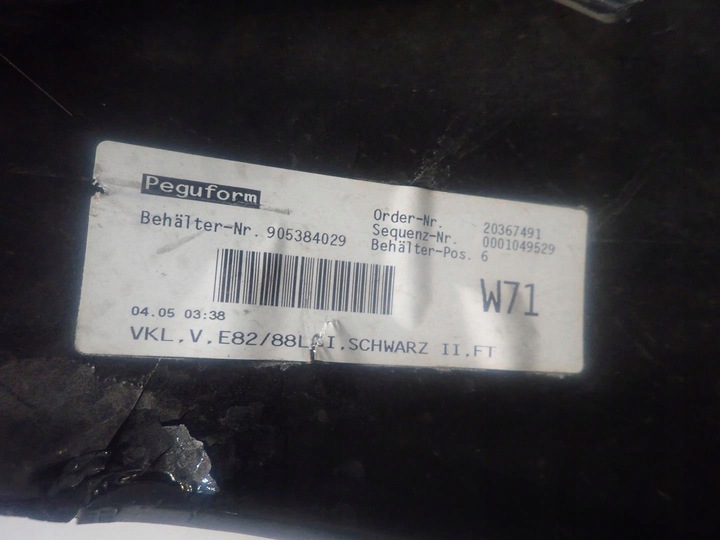 Peguform
Behälter-Nr. 905384029
Order-Nr. 20367491
Sequenz-Nr. 0001049529
Behälter-Pos. 6
W71
04.05 03:38
VKL.V.E82/88LCI.SCHWARZ II.FT